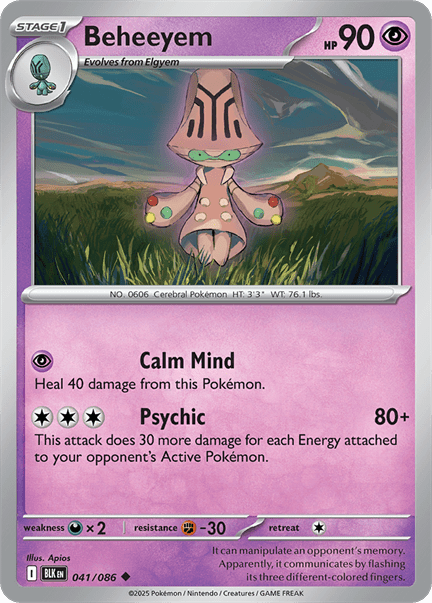 STAGE1
Beheeyem
HP 90
Evolves from Elgyem
NO. 0606 Cerebral Pokémon HT: 3'3" WT: 76.1 lbs.
Calm Mind
Heal 40 damage from this Pokémon.
Psychic 80+
This attack does 30 more damage for each Energy attached
to your opponent's Active Pokémon.
weakness ×2 resistance -30 retreat
Illus. Apios
I BLK EN 041/086
It can manipulate an opponent's memory.
Apparently, it communicates by flashing
its three different-colored fingers.
©2025 Pokémon / Nintendo / Creatures / GAME FREAK